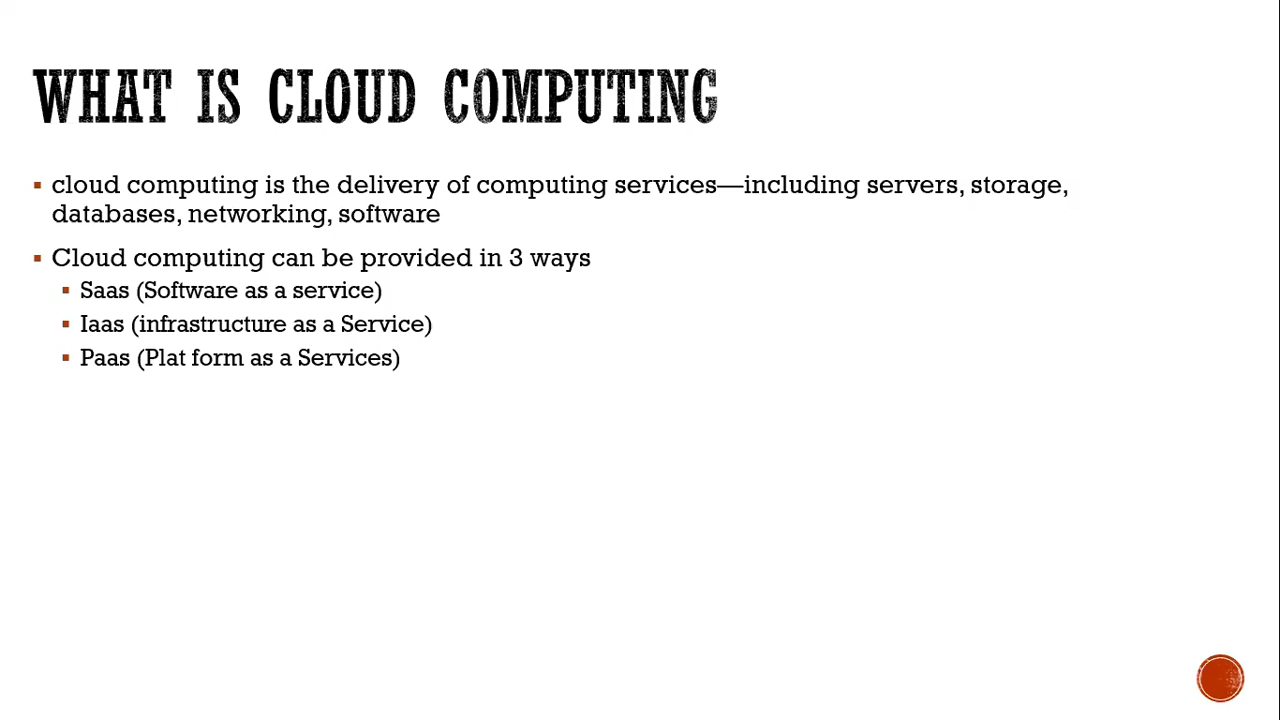 WHAT IS CLOUD COMPUTING
cloud computing is the delivery of computing services—including servers, storage,
databases, networking, software
Cloud computing can be provided in 3 ways
Saas (Software as a service)
Iaas (infrastructure as a Service)
Paas (Plat form as a Services)